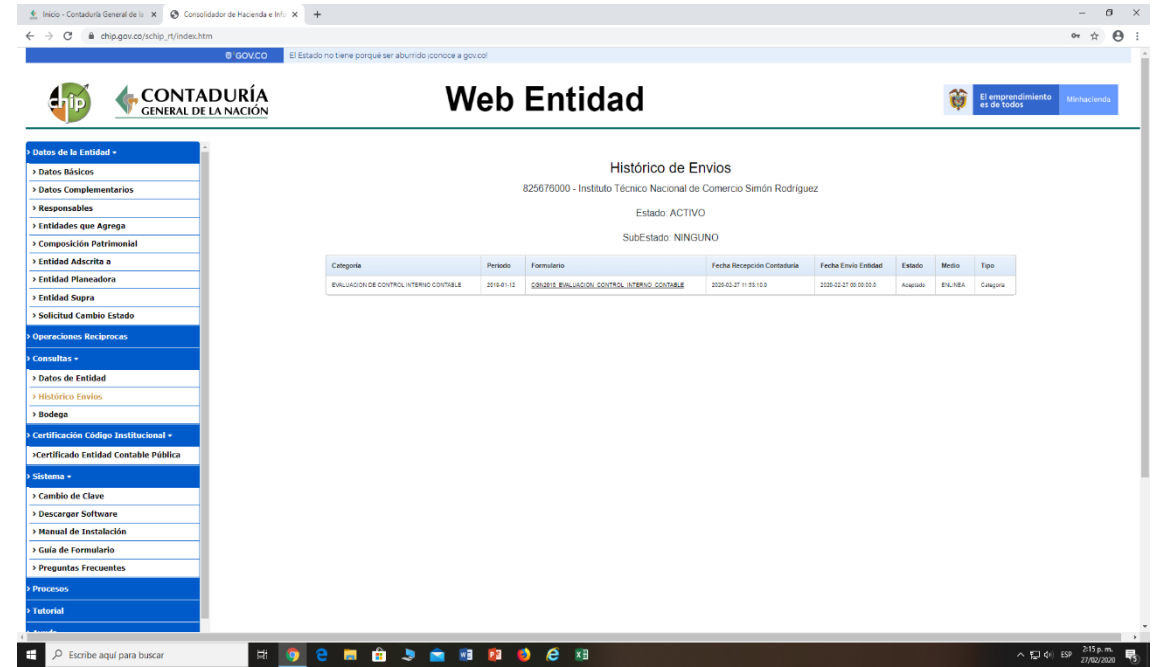 Inicio - Contaduría General de la
Consolidador de Hacienda e Info
chip.gov.co/schip_rt/index.htm
GOV.CO El Estado no tiene porqué ser aburrido ¡conoce a gov.co!
chip
CONTADURÍA
GENERAL DE LA NACIÓN
Web Entidad
El emprendimiento
es de todos
Minhacienda
› Datos de la Entidad
› Datos Básicos
› Datos Complementarios
› Responsables
› Entidades que Agrega
› Composición Patrimonial
› Entidad Adscrita a
› Entidad Planeadora
› Entidad Supra
› Solicitud Cambio Estado
› Operaciones Reciprocas
› Consultas
› Datos de Entidad
› Histórico Envios
› Bodega
› Certificación Código Institucional
›Certificado Entidad Contable Pública
› Sistema
› Cambio de Clave
› Descargar Software
› Manual de Instalación
› Guía de Formulario
› Preguntas Frecuentes
› Procesos
› Tutorial
Histórico de Envios
825676000 - Instituto Técnico Nacional de Comercio Simón Rodríguez
Estado: ACTIVO
SubEstado: NINGUNO
Categoria Periodo Formulario Fecha Recepción Contaduría Fecha Envío Entidad Estado Medio Tipo
EVALUACION DE CONTROL INTERNO CONTABLE 2019-01-12 CGN2016_EVALUACION_CONTROL_INTERNO_CONTABLE 2020-02-27 11:53:10.0 2020-02-27 00:00:00.0 Aceptado ENLINEA Categoria
Escribe aquí para buscar
ESP
2:15 p. m.
27/02/2020